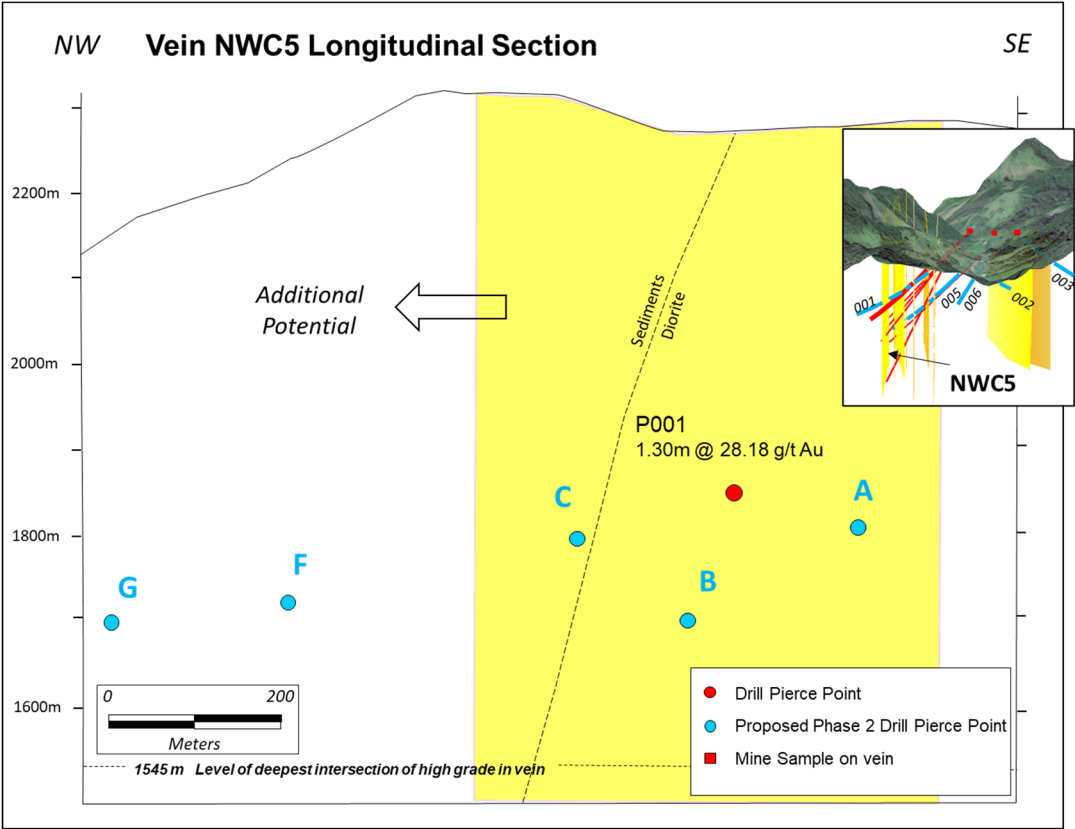 NW
Vein NWC5 Longitudinal Section
SE
2200m
Additional
Potential
Sediments
Diorite
001
005
006
002
003
NWC5
2000m
P001
1.30m @ 28.18 g/t Au
C
A
1800m
F
G
B
1600m
0 200
Meters
Drill Pierce Point
Proposed Phase 2 Drill Pierce Point
Mine Sample on vein
1545 m Level of deepest intersection of high grade in vein